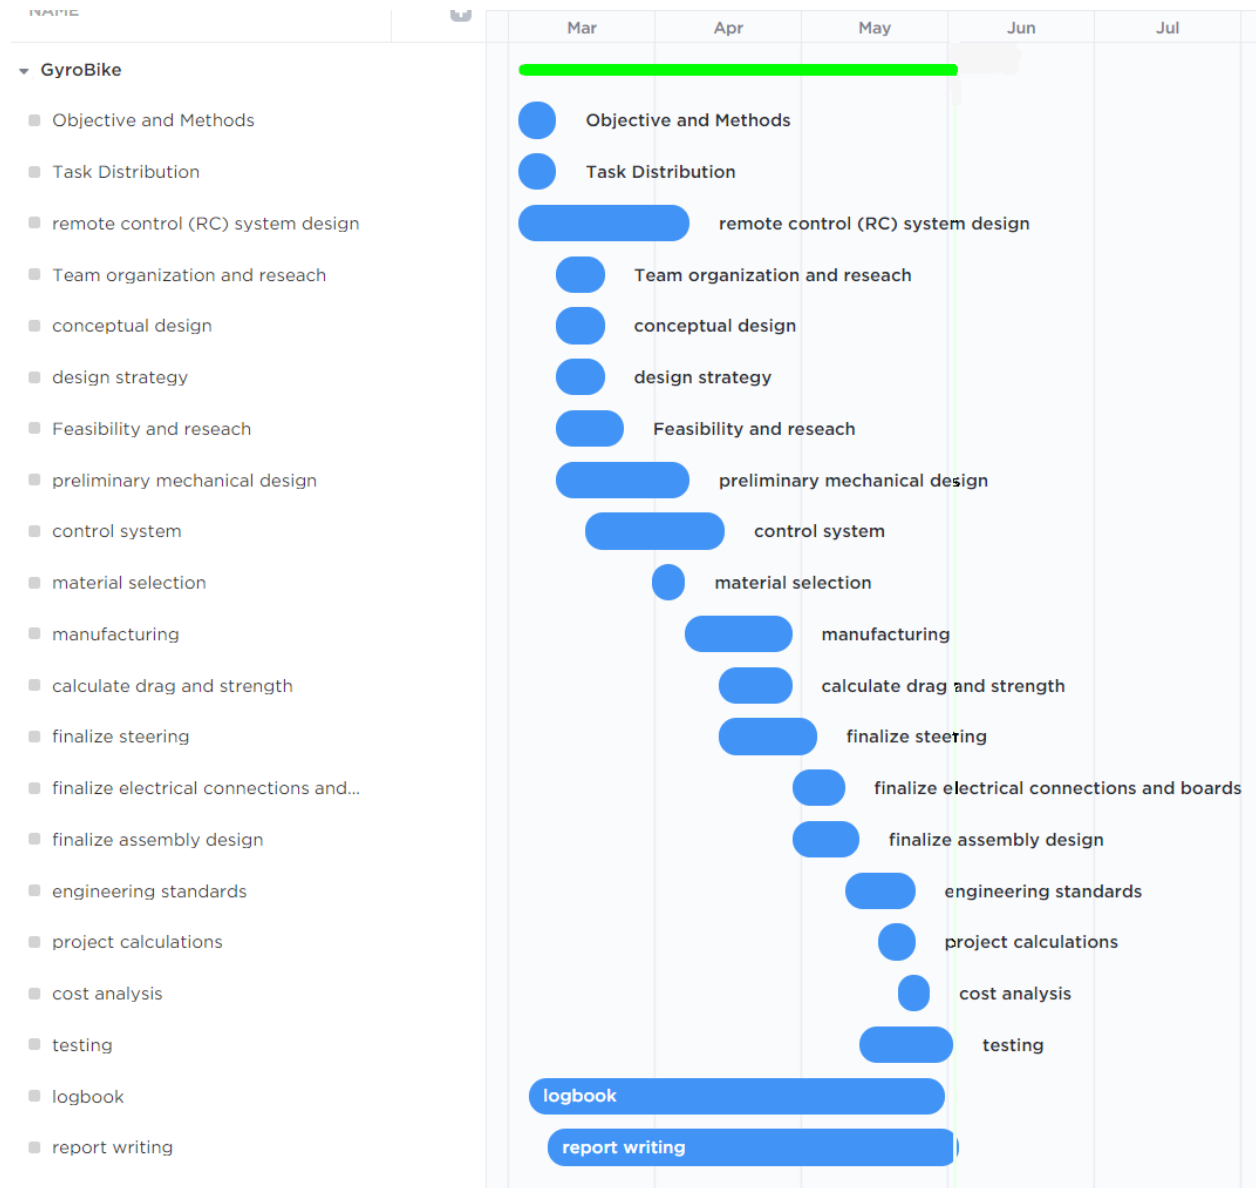 NAME
Mar Apr May Jun Jul
GyroBike
Objective and Methods Objective and Methods
Task Distribution Task Distribution
remote control (RC) system design remote control (RC) system design
Team organization and reseach Team organization and reseach
conceptual design conceptual design
design strategy design strategy
Feasibility and reseach Feasibility and reseach
preliminary mechanical design preliminary mechanical design
control system control system
material selection material selection
manufacturing manufacturing
calculate drag and strength calculate drag and strength
finalize steering finalize steering
finalize electrical connections and... finalize electrical connections and boards
finalize assembly design finalize assembly design
engineering standards engineering standards
project calculations project calculations
cost analysis cost analysis
testing testing
logbook logbook
report writing report writing